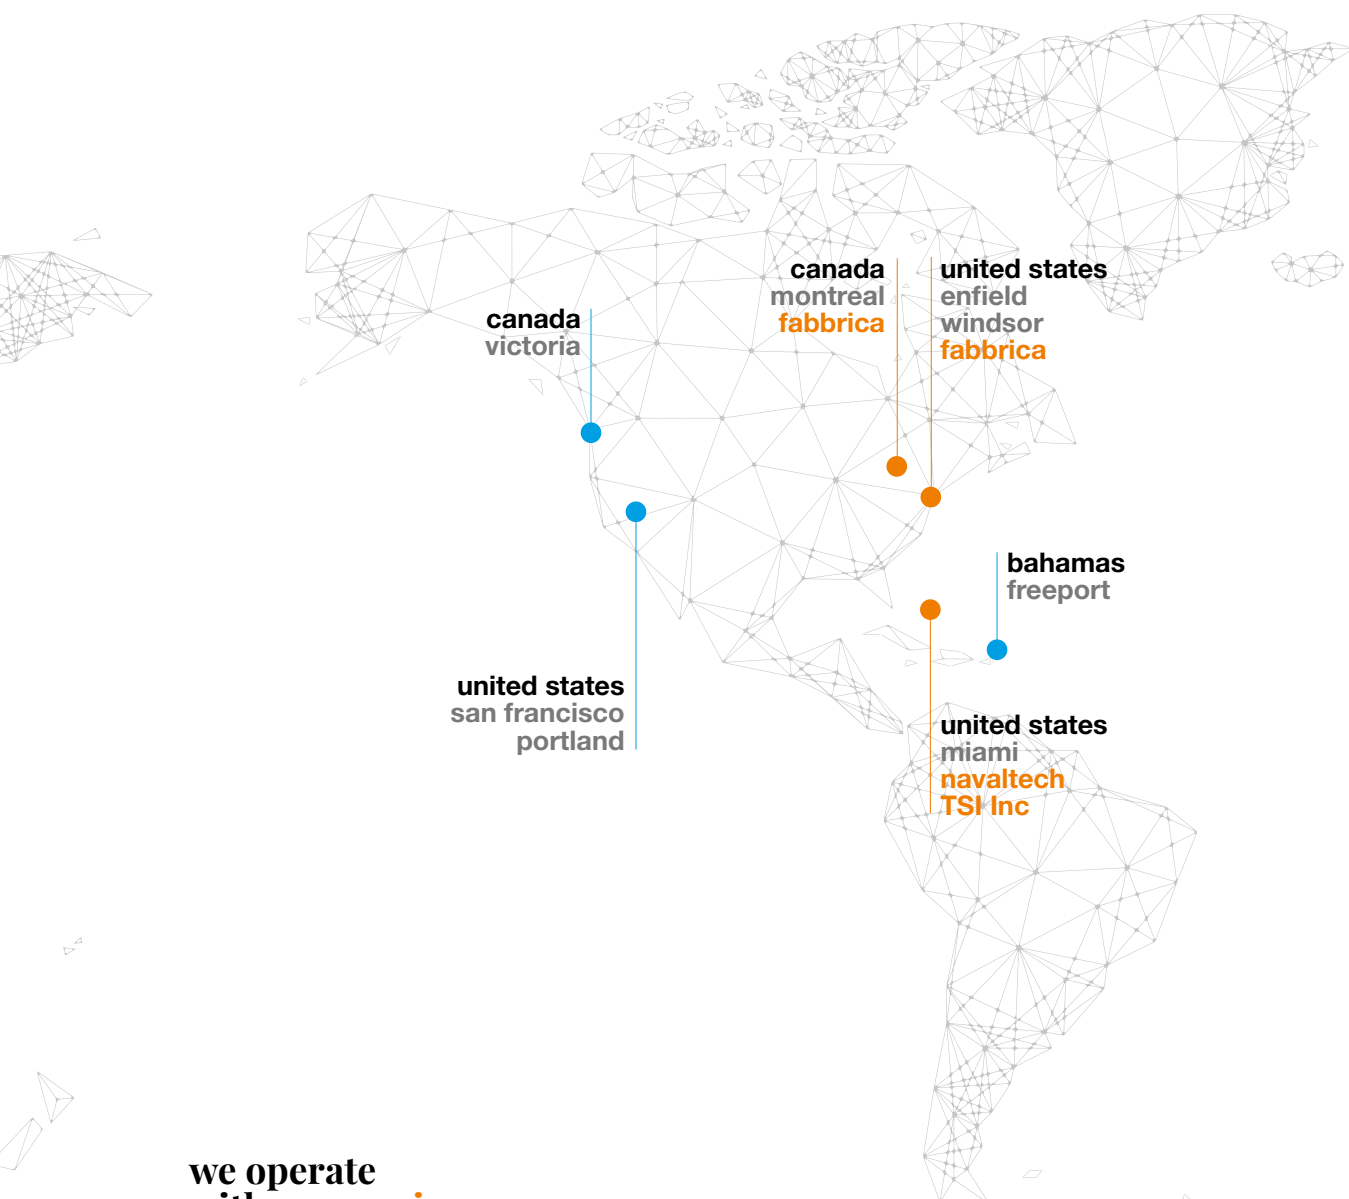 canada
montreal
fabbrica
united states
enfield
windsor
fabbrica
canada
victoria
bahamas
freeport
united states
san francisco
portland
united states
miami
navaltech
TSI Inc
we operate